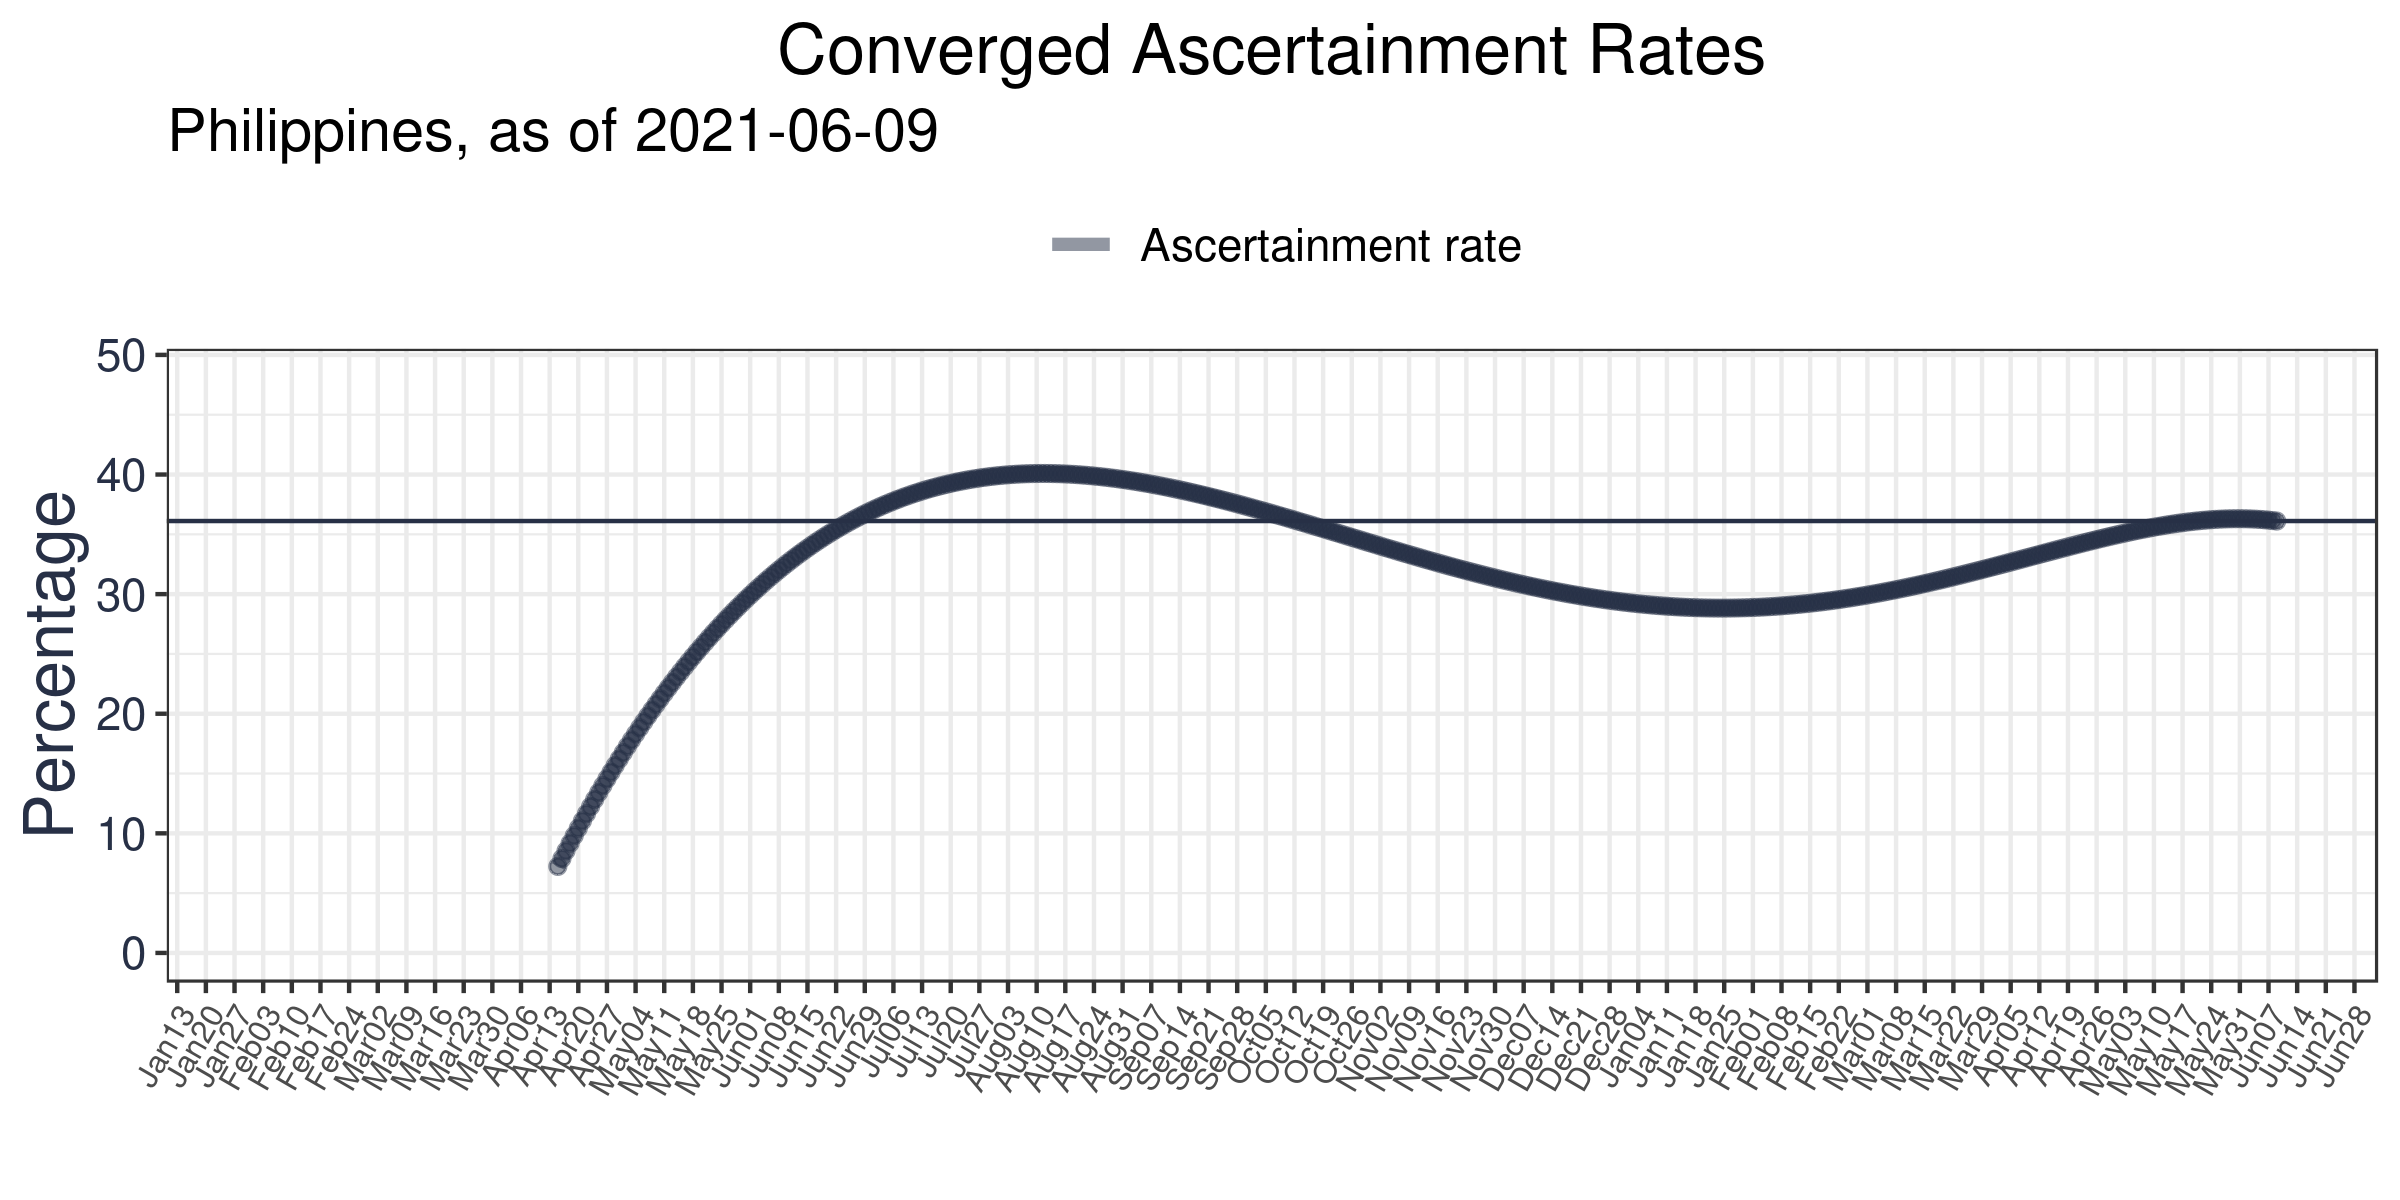 Converged Ascertainment Rates
Philippines, as of 2021-06-09
Ascertainment rate
Percentage
50
40
30
20
10
0
Jan13
Jan20
Jan27
Feb03
Feb10
Feb17
Feb24
Mar02
Mar09
Mar16
Mar23
Mar30
Apr06
Apr13
Apr20
Apr27
May04
May11
May18
May25
Jun01
Jun08
Jun15
Jun22
Jun29
Jul06
Jul13
Jul20
Jul27
Aug03
Aug10
Aug17
Aug24
Aug31
Sep07
Sep14
Sep21
Sep28
Oct05
Oct12
Oct19
Oct26
Nov02
Nov09
Nov16
Nov23
Nov30
Dec07
Dec14
Dec21
Dec28
Jan04
Jan11
Jan18
Jan25
Feb01
Feb08
Feb15
Feb22
Mar01
Mar08
Mar15
Mar22
Mar29
Apr05
Apr12
Apr19
Apr26
May03
May10
May17
May24
May31
Jun07
Jun14
Jun21
Jun28